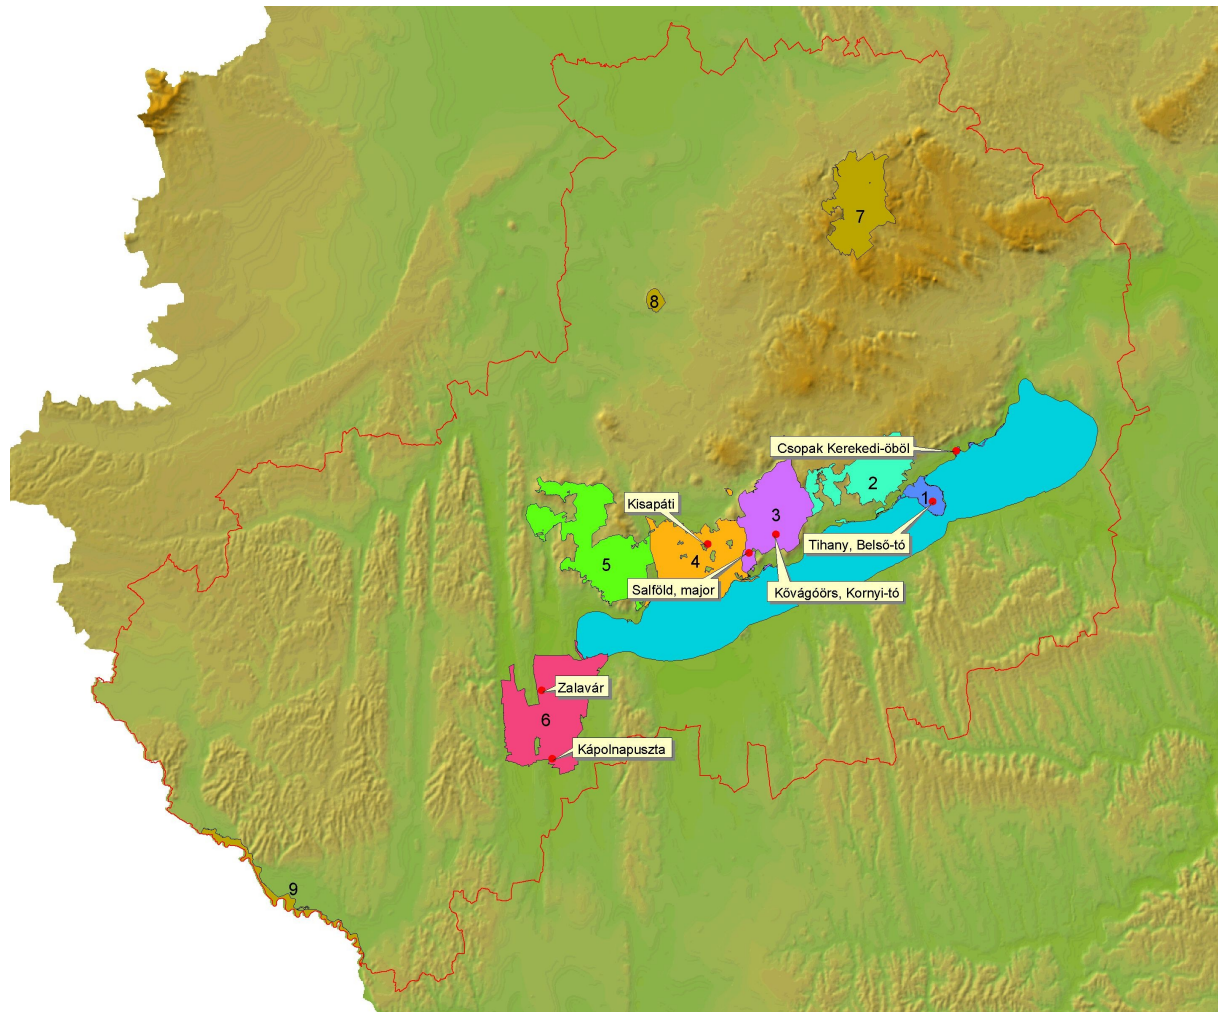 7
8
Csopak Kerekedi-öböl
2
1
Kisapáti
3
Tihany, Belső-tó
4
5
Salföld, major
Kővágóörs, Kornyi-tó
Zalavár
6
Kápolnapuszta
9